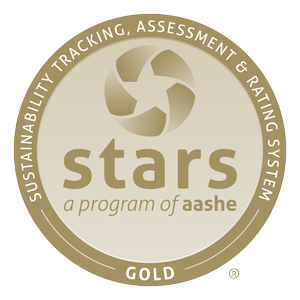 SUSTAINABILITY TRACKING, ASSESSMENT & RATING SYSTEM
stars
a program of aashe
GOLD
®